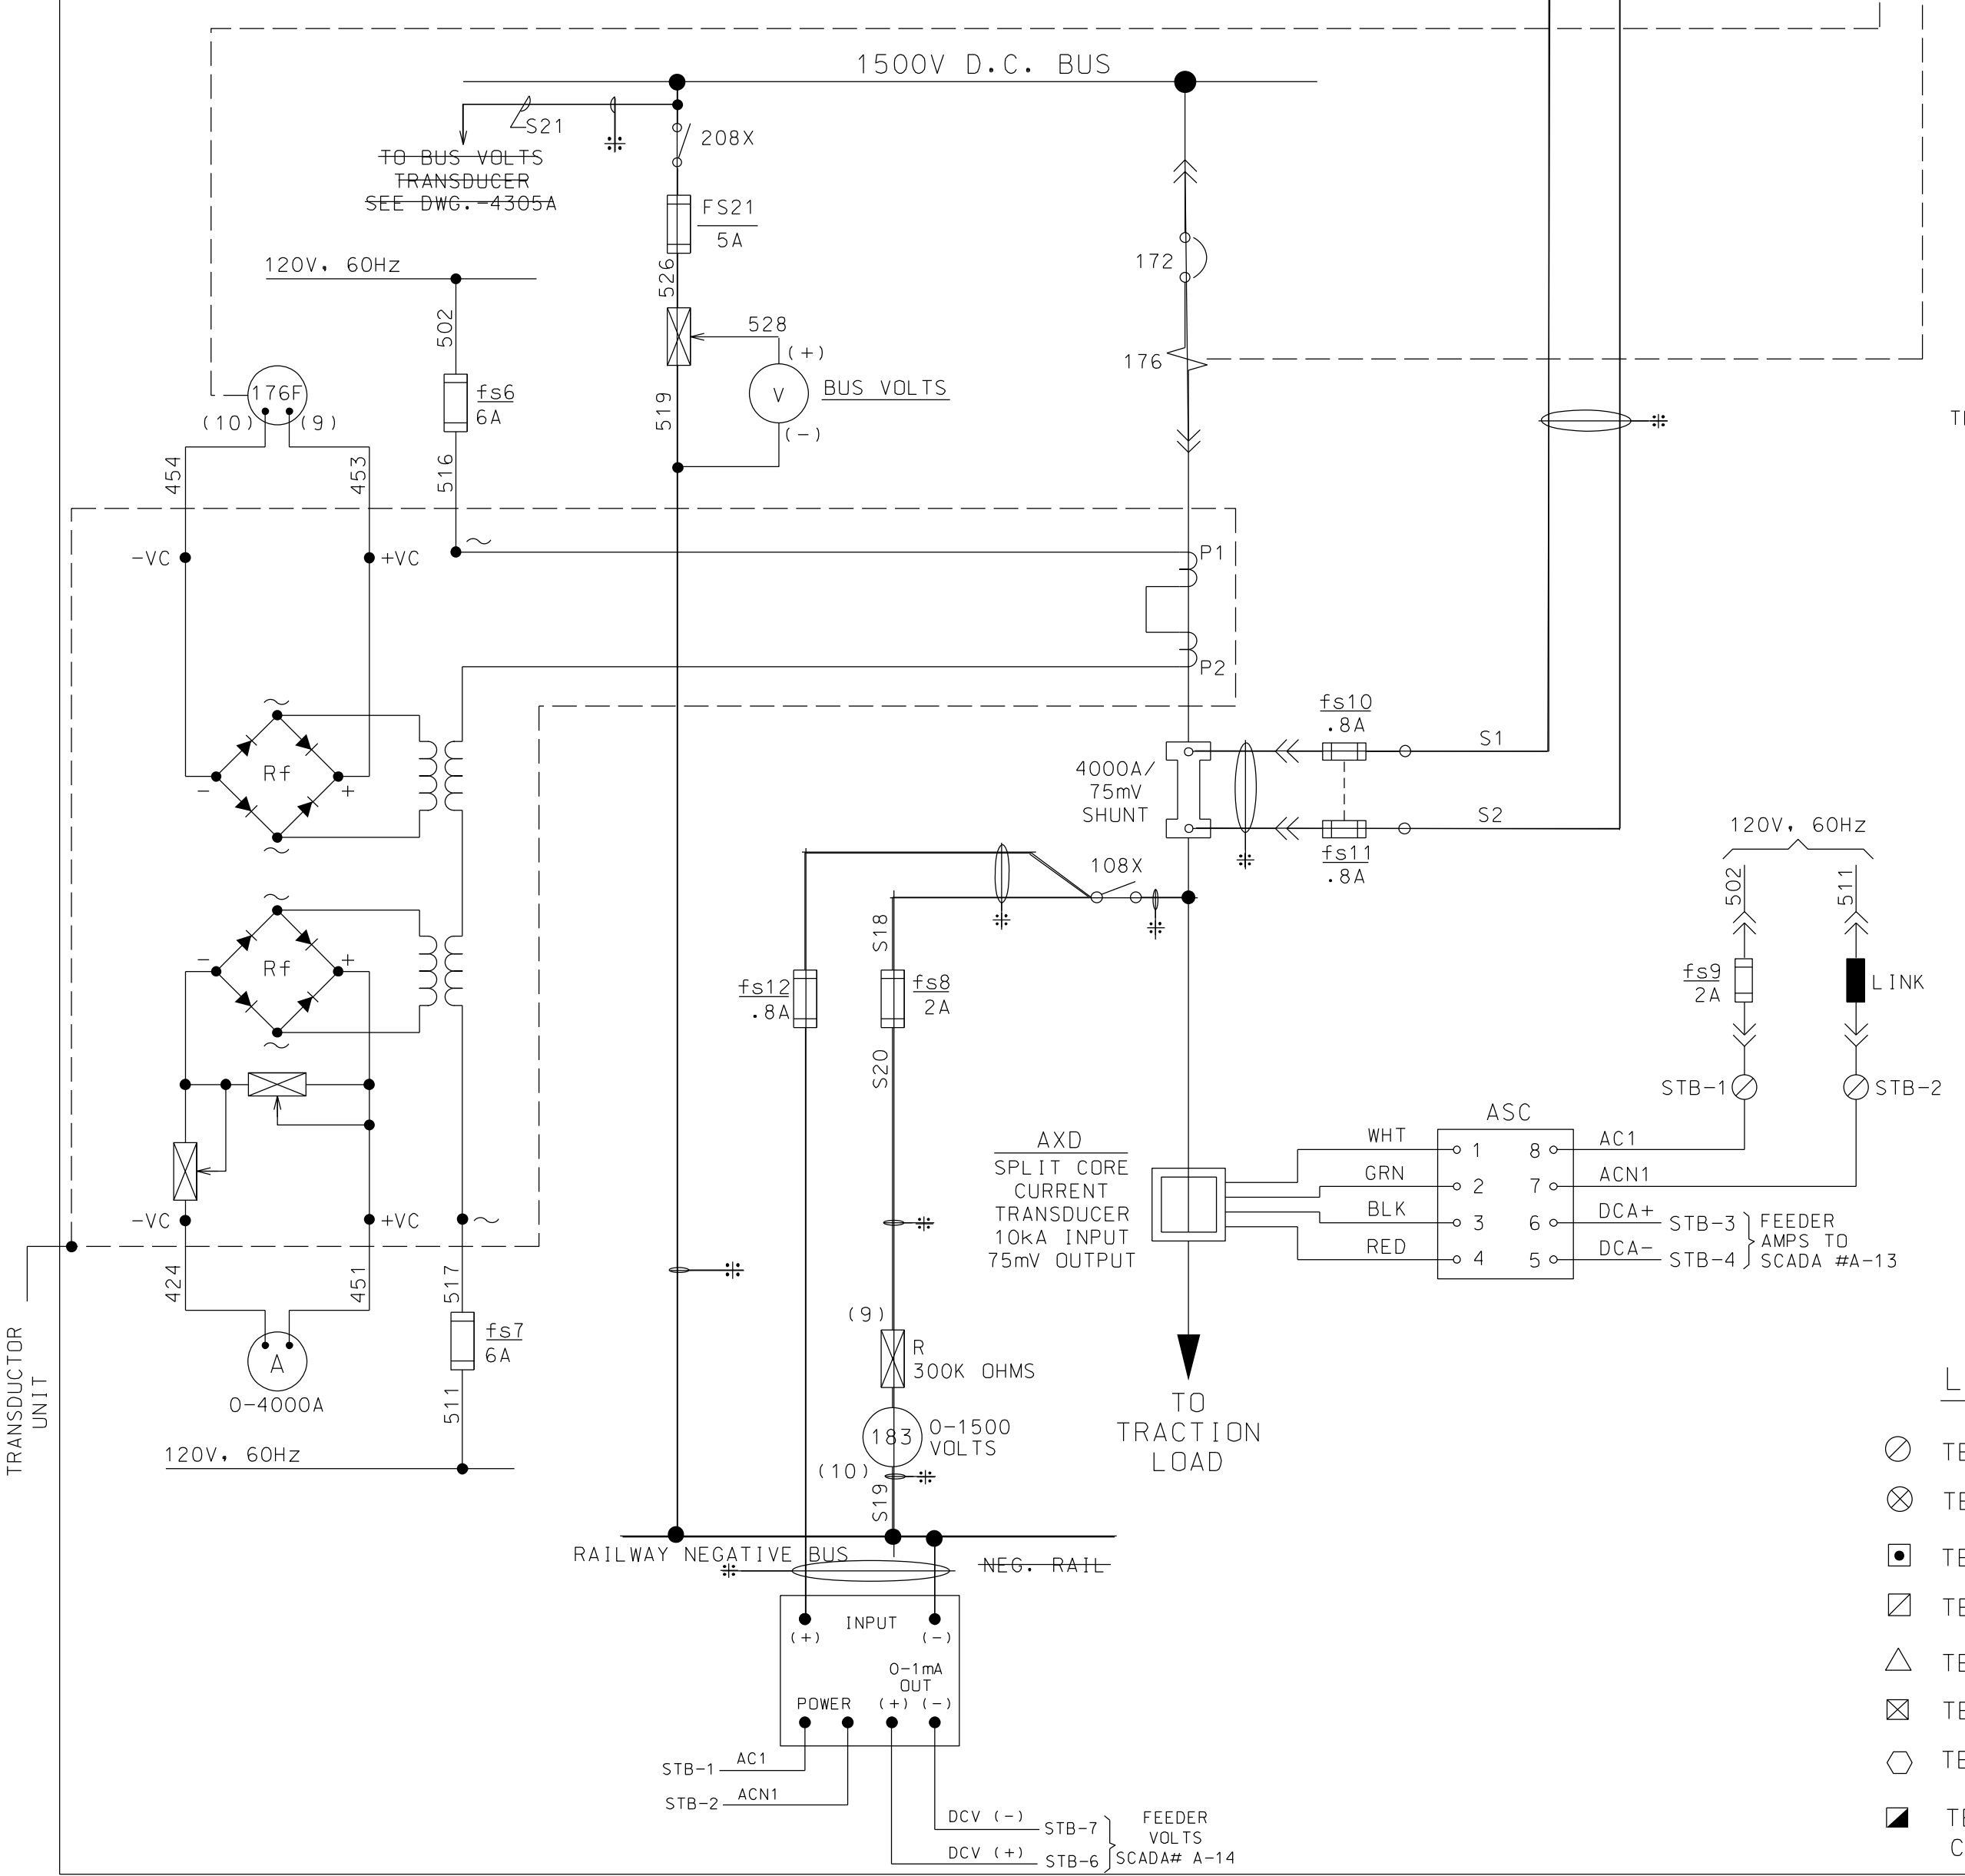 1500V D.C. BUS
S21
208X
TO BUS VOLTS
TRANSDUCER
SEE DWG.-4305A
FS21
5A
120V, 60Hz
526
172
502
528
(+)
176
176F
fs6
6A
V
BUS VOLTS
(10)
(9)
519
(-)
454
453
516
-VC
+VC
~
P1
P2
~
Rf
-
+
~
fs10
.8A
S1
4000A/
75mV
SHUNT
S2
fs11
.8A
120V, 60Hz
108X
502
511
~
S18
Rf
-
+
~
fs12
.8A
fs8
2A
fs9
2A
LINK
S20
STB-1
STB-2
ASC
AXD
SPLIT CORE
CURRENT
TRANSDUCER
10kA INPUT
75mV OUTPUT
WHT
1
8
AC1
GRN
2
7
ACN1
BLK
3
6
DCA+
STB-3
RED
4
5
DCA-
STB-4
FEEDER
AMPS TO
SCADA #A-13
-VC
+VC
~
424
451
517
(9)
fs7
6A
R
300K OHMS
TRANSDUCTOR
UNIT
A
0-4000A
511
TO
TRACTION
LOAD
183
0-1500
VOLTS
120V, 60Hz
(10)
S19
RAILWAY NEGATIVE BUS
NEG. RAIL
INPUT
(+)
(-)
0-1mA
OUT
POWER
(+)
(-)
STB-1
AC1
STB-2
ACN1
DCV (-)
STB-7
DCV (+)
STB-6
FEEDER
VOLTS
SCADA# A-14
L
TE
TE
TE
TE
TE
TE
TE
C